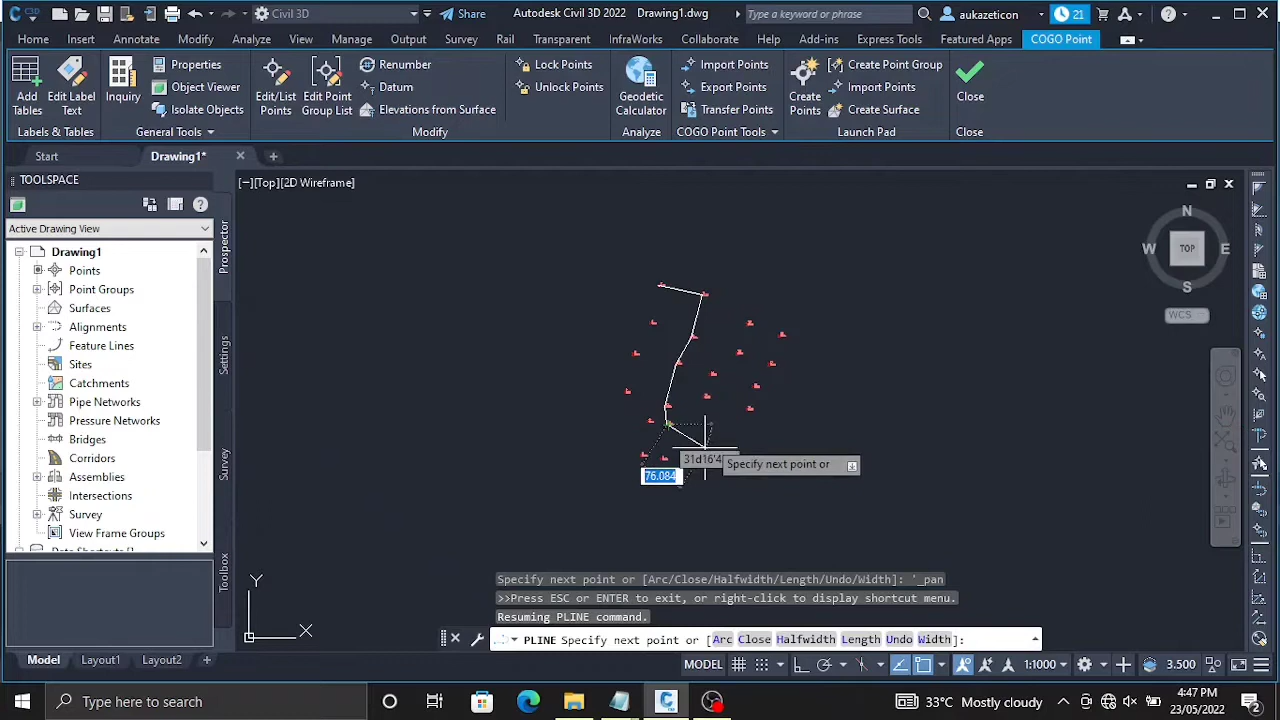 C3D
Civil 3D
Share
Autodesk Civil 3D 2022 Drawing1.dwg
Type a keyword or phrase
aukazeticon
21
Home Insert Annotate Modify Analyze View Manage Output Survey Rail Transparent InfraWorks Collaborate Help Add-ins Express Tools Featured Apps COGO Point
Add Tables
Edit Label Text
Labels & Tables
Inquiry
Properties
Object Viewer
Isolate Objects
General Tools
Edit/List Points
Edit Point Group List
Renumber
Datum
Elevations from Surface
Lock Points
Unlock Points
Modify
Geodetic Calculator
Analyze
Import Points
Export Points
Transfer Points
COGO Point Tools
Create Points
Create Point Group
Import Points
Create Surface
Launch Pad
Close
Close
Start
Drawing1*
TOOLSPACE
Active Drawing View
Drawing1
Points
Point Groups
Surfaces
Alignments
Feature Lines
Sites
Catchments
Pipe Networks
Pressure Networks
Bridges
Corridors
Assemblies
Intersections
Survey
View Frame Groups
Prospector
Settings
Survey
Toolbox
[−][Top][2D Wireframe]
N
W
TOP
E
S
WCS
76.084
Specify next point or
Y
X
Specify next point or [Arc/Close/Halfwidth/Length/Undo/Width]: '_pan
>>Press ESC or ENTER to exit, or right-click to display shortcut menu.
Resuming PLINE command.
PLINE Specify next point or [Arc Close Halfwidth Length Undo Width]:
Model Layout1 Layout2
MODEL
1:1000
3.500
Type here to search
33°C Mostly cloudy
4:47 PM
23/05/2022
2